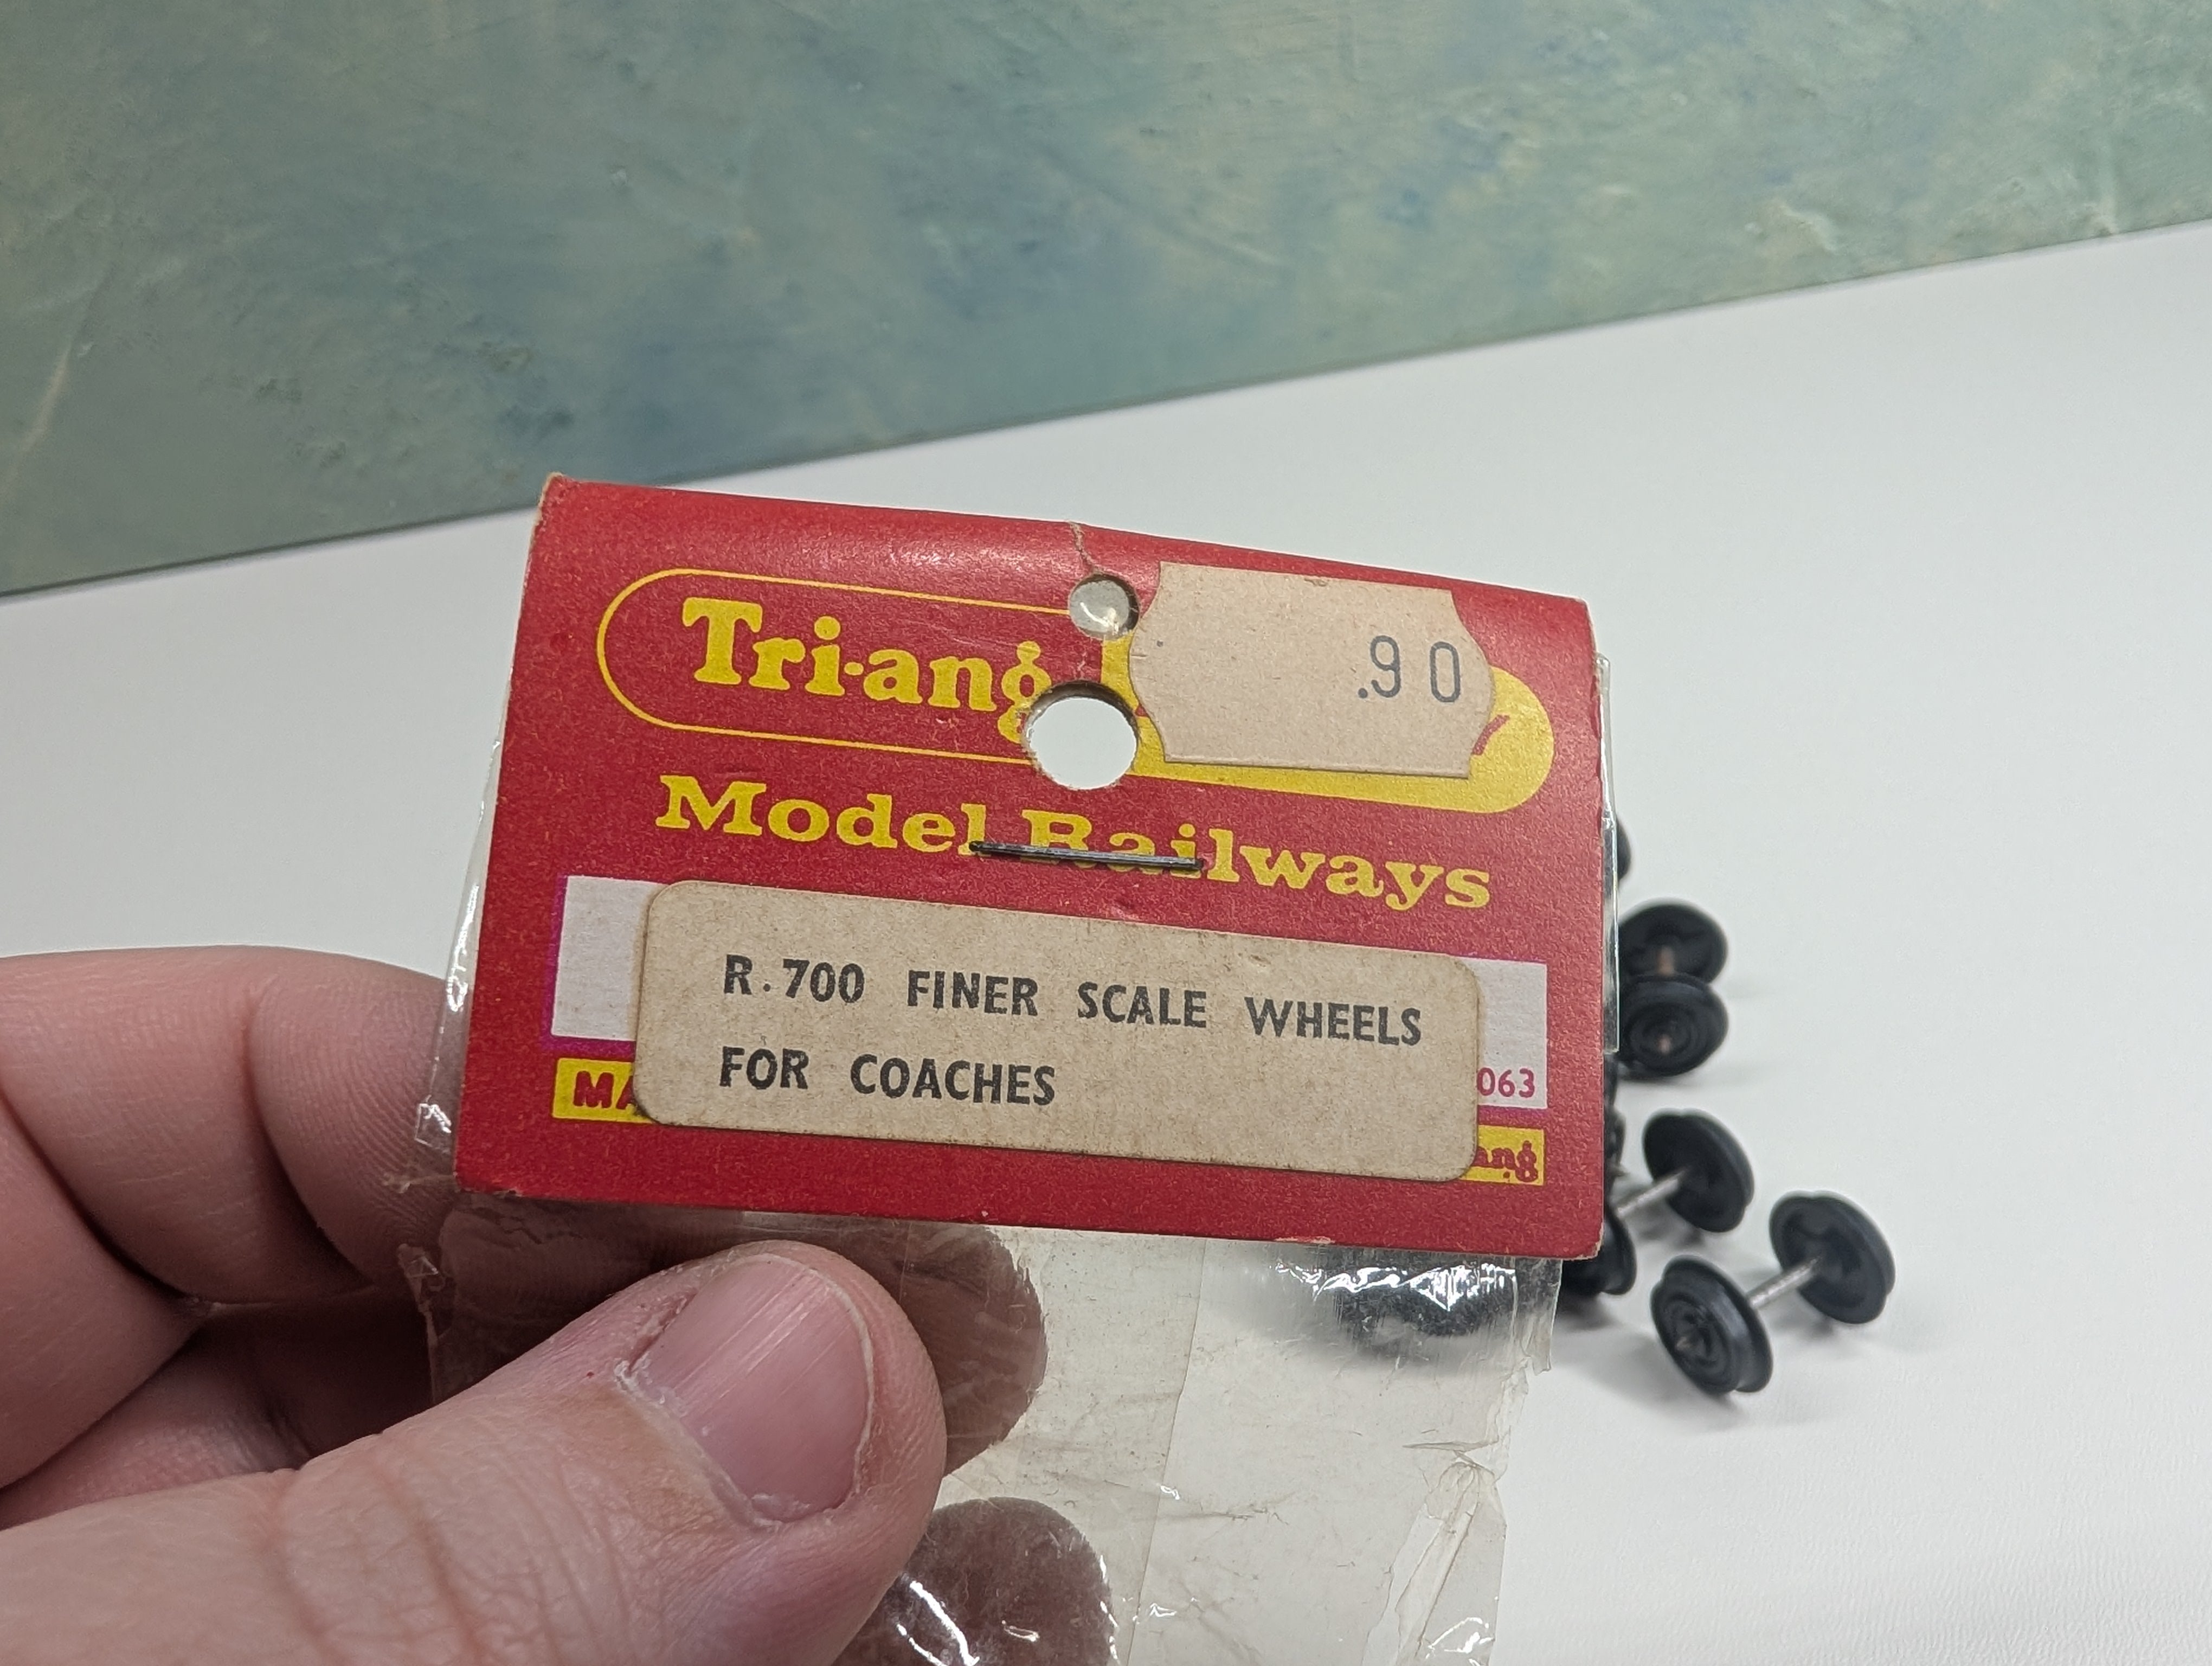 Tri-ang
.90
Model Railways
R.700 FINER SCALE WHEELS
FOR COACHES
063